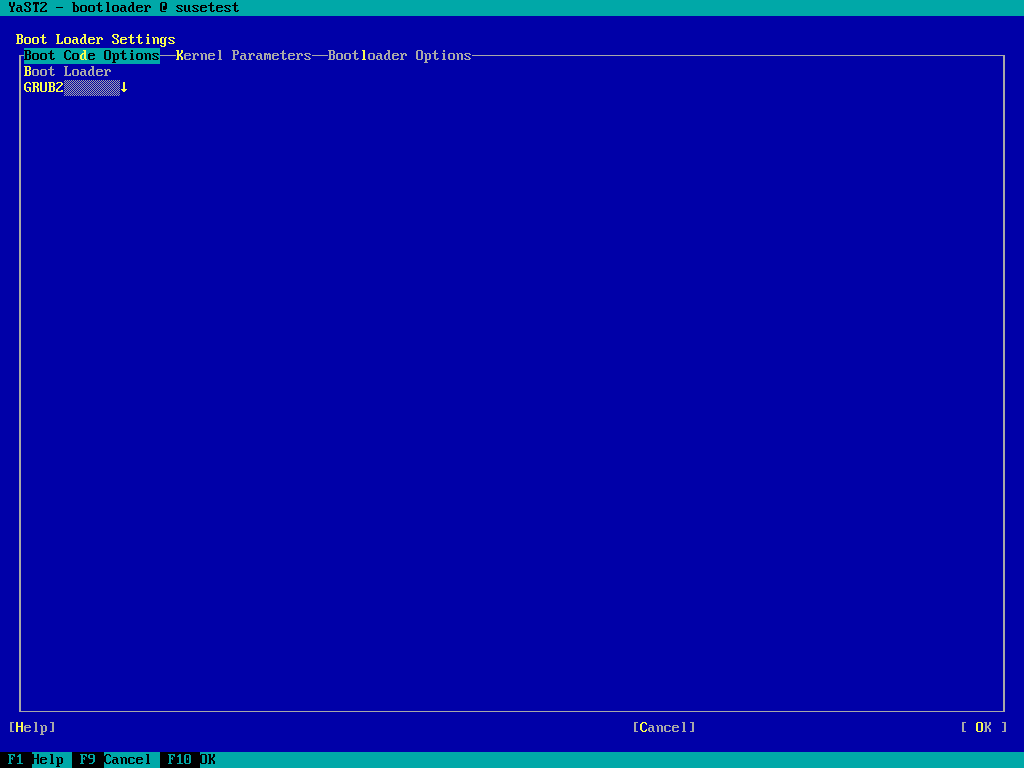 YaST2 - bootloader @ susetest
Boot Loader Settings
Boot Code Options Kernel Parameters Bootloader Options
Boot Loader
GRUB2 ↓
[Help] [Cancel] [ OK ]
F1 Help F9 Cancel F10 OK